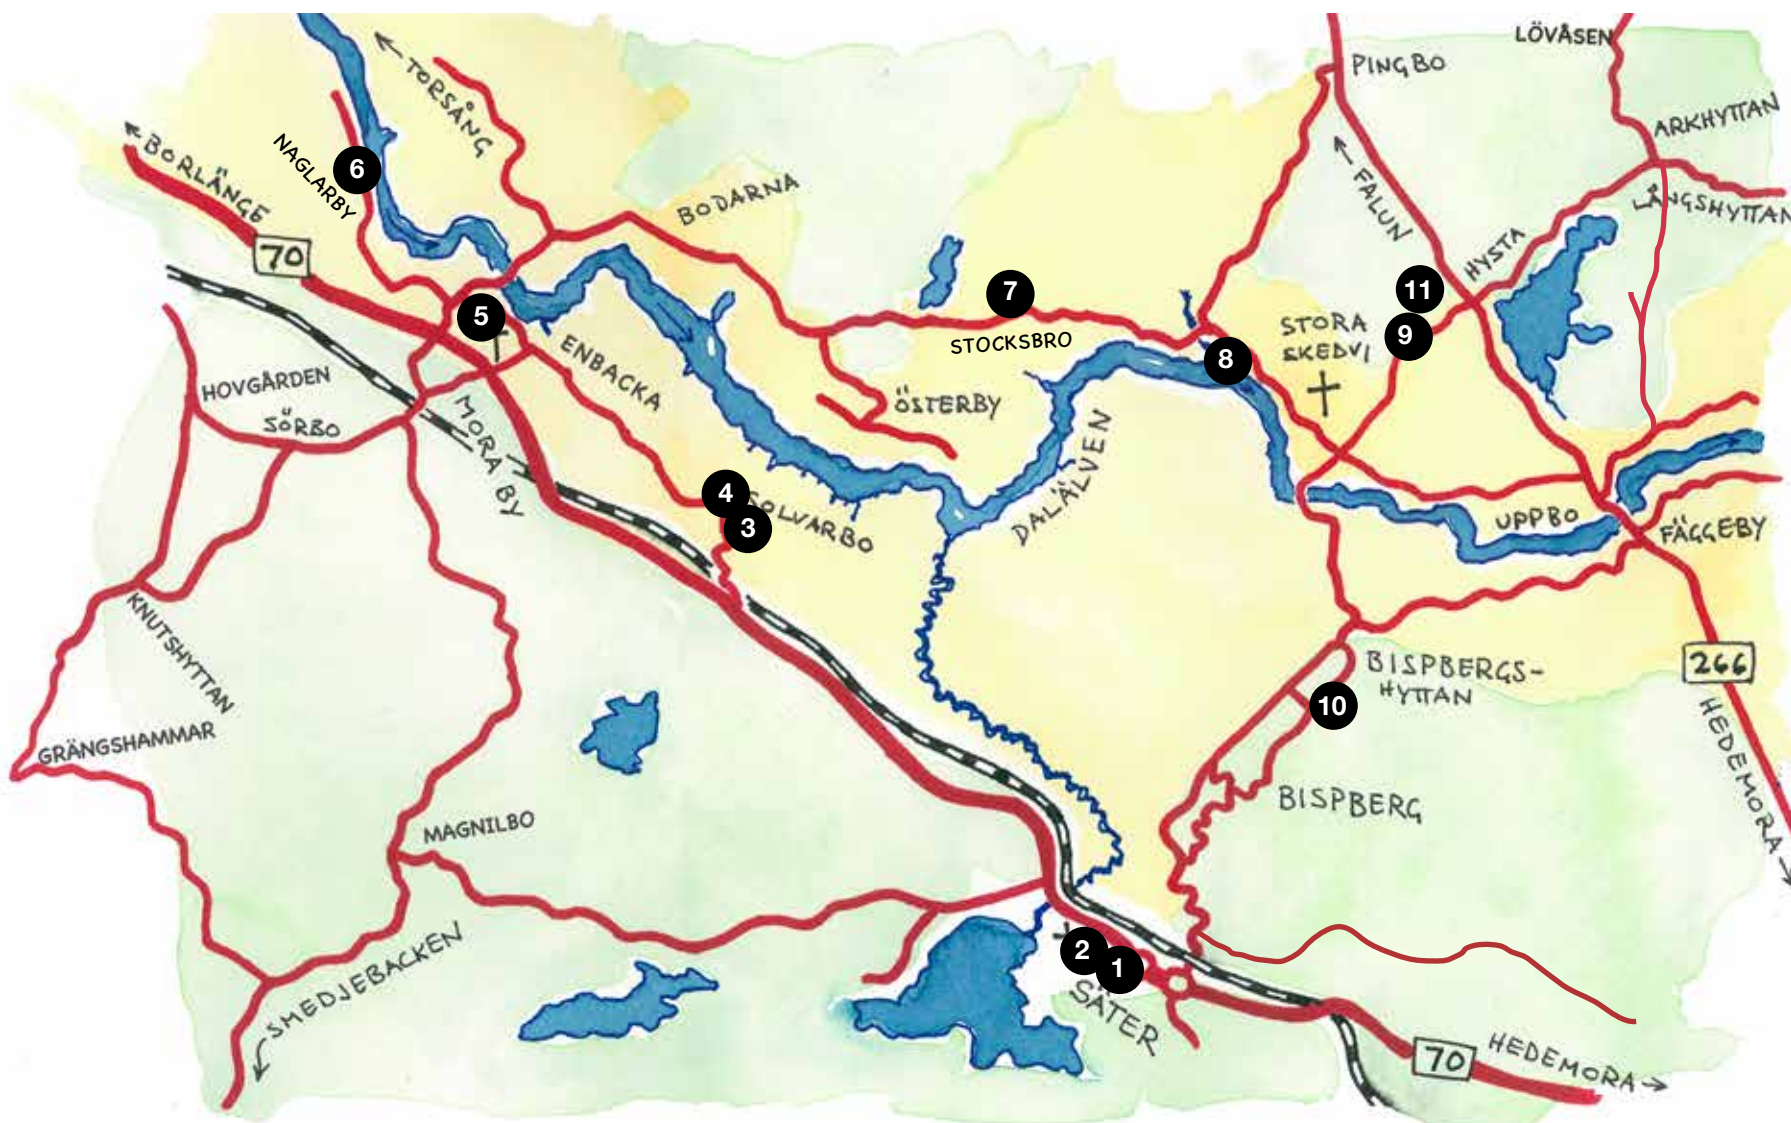 LÖVÅSEN
PINGBO
TORSÅNG
ARKHYTTAN
BORLÄNGE
NAGLARBY
6
BODARNA
FALUN
LÅNGSHYTTAN
70
HYSTA
11
7
5
STORA
SKEDVI
9
STOCKSBRO
8
ENBACKA
HOVGÅRDEN
SÖRBO
MORA BY
ÖSTERBY
DALÄLVEN
4
SOLVARBO
3
UPPBO
FÄGGEBY
KNUTSHYTTAN
BISPBERGS-
HYTTAN
266
10
GRÄNGSHAMMAR
HEDEMORA
BISPBERG
MAGNILBO
SMEDJEBACKEN
2
1
SÄTER
70
HEDEMORA